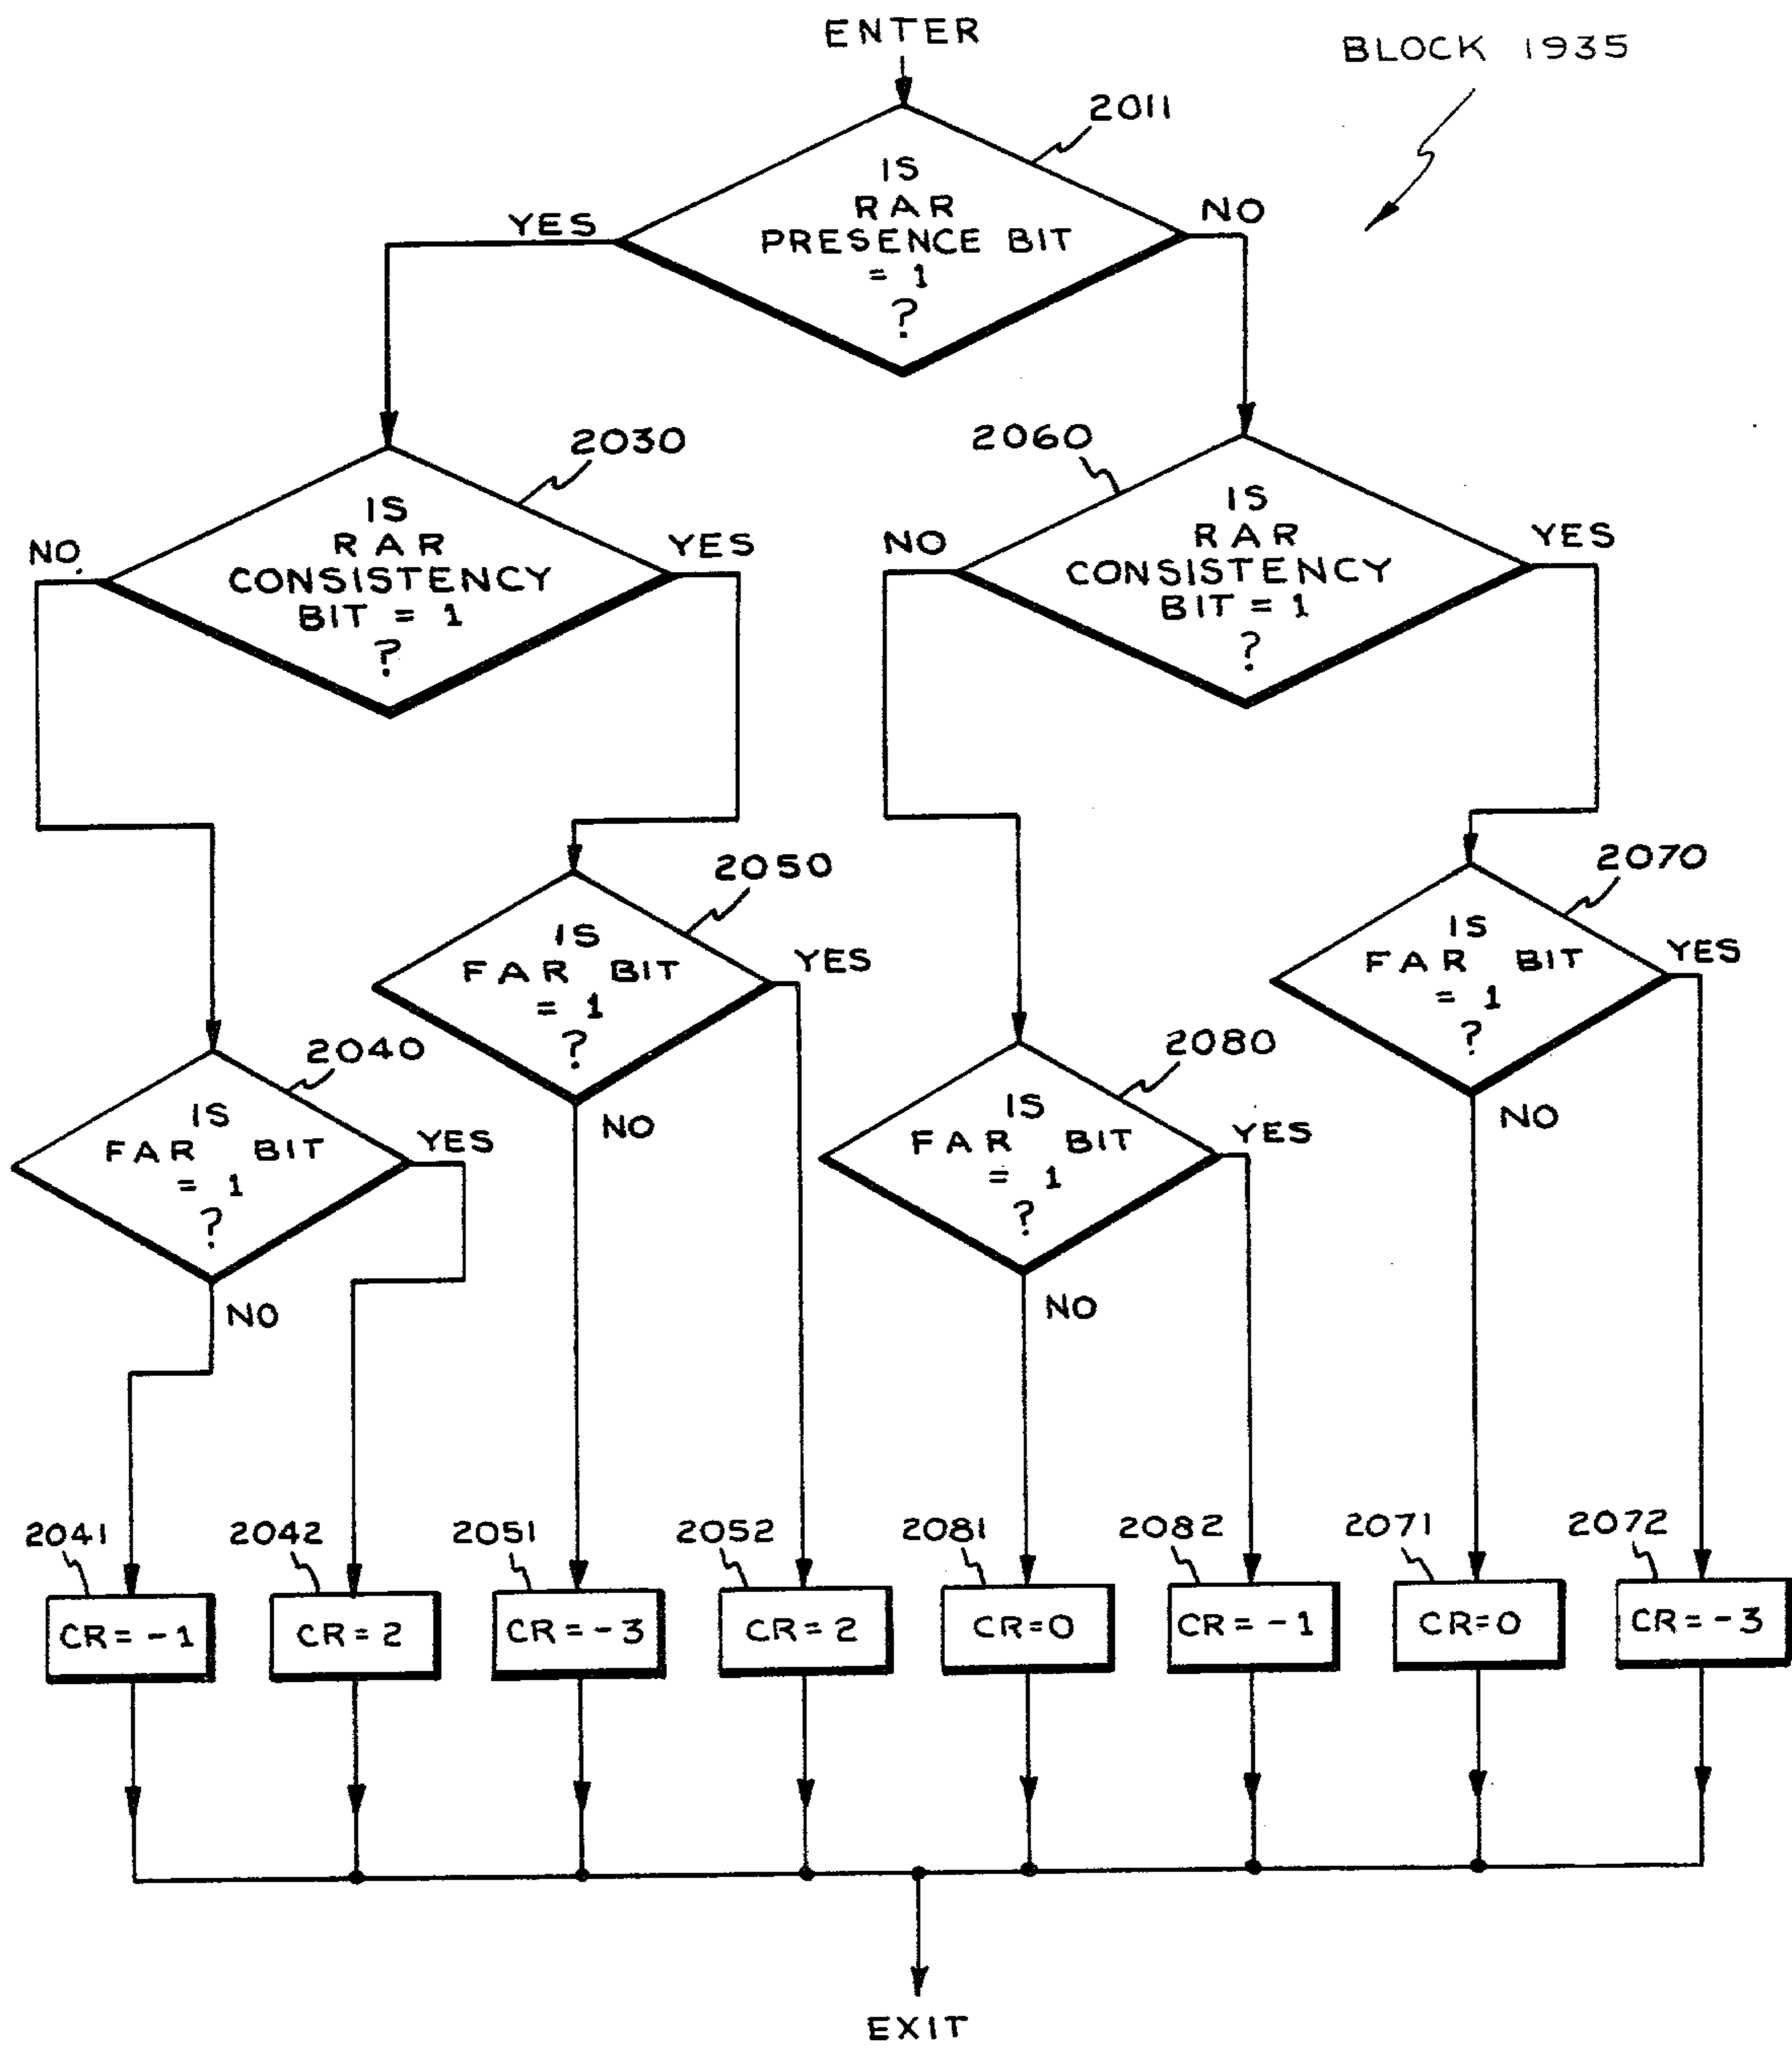 ENTER
BLOCK 1935
2011
IS
RAR
PRESENCE BIT
= 1
?
YES
NO
2030
IS
RAR
CONSISTENCY
BIT = 1
?
NO
YES
2060
IS
RAR
CONSISTENCY
BIT = 1
?
NO
YES
2050
IS
FAR BIT
= 1
?
YES
NO
2070
IS
FAR BIT
= 1
?
YES
NO
2040
IS
FAR BIT
= 1
?
YES
NO
2080
IS
FAR BIT
= 1
?
YES
NO
2041
2042
2051
2052
2081
2082
2071
2072
CR = -1
CR = 2
CR = -3
CR = 2
CR=0
CR = -1
CR=0
CR = -3
EXIT